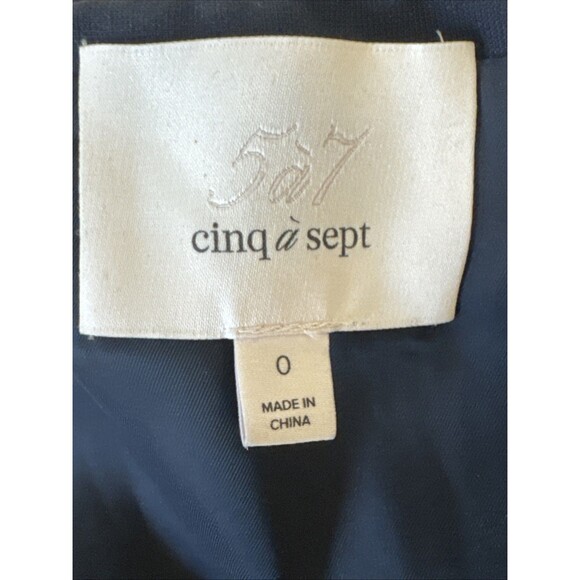 5à7
cinq à sept
0
MADE IN
CHINA